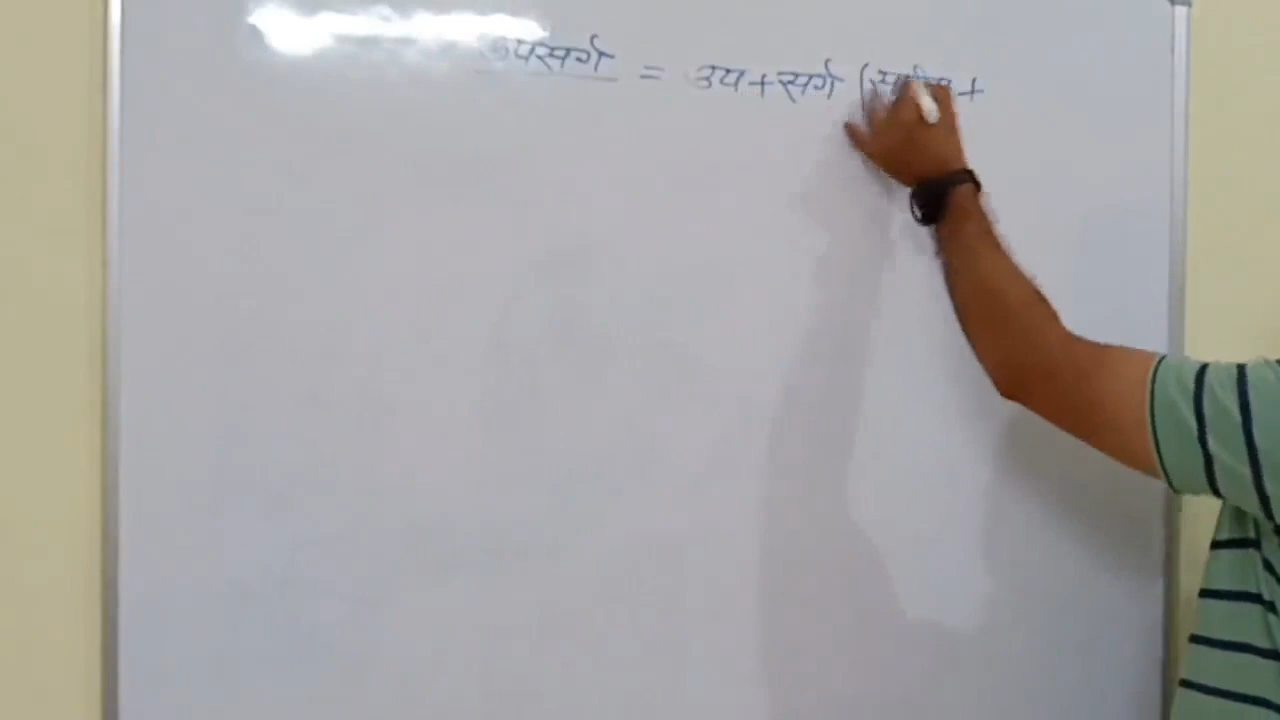 उपसर्ग = उप + सर्ग ( +